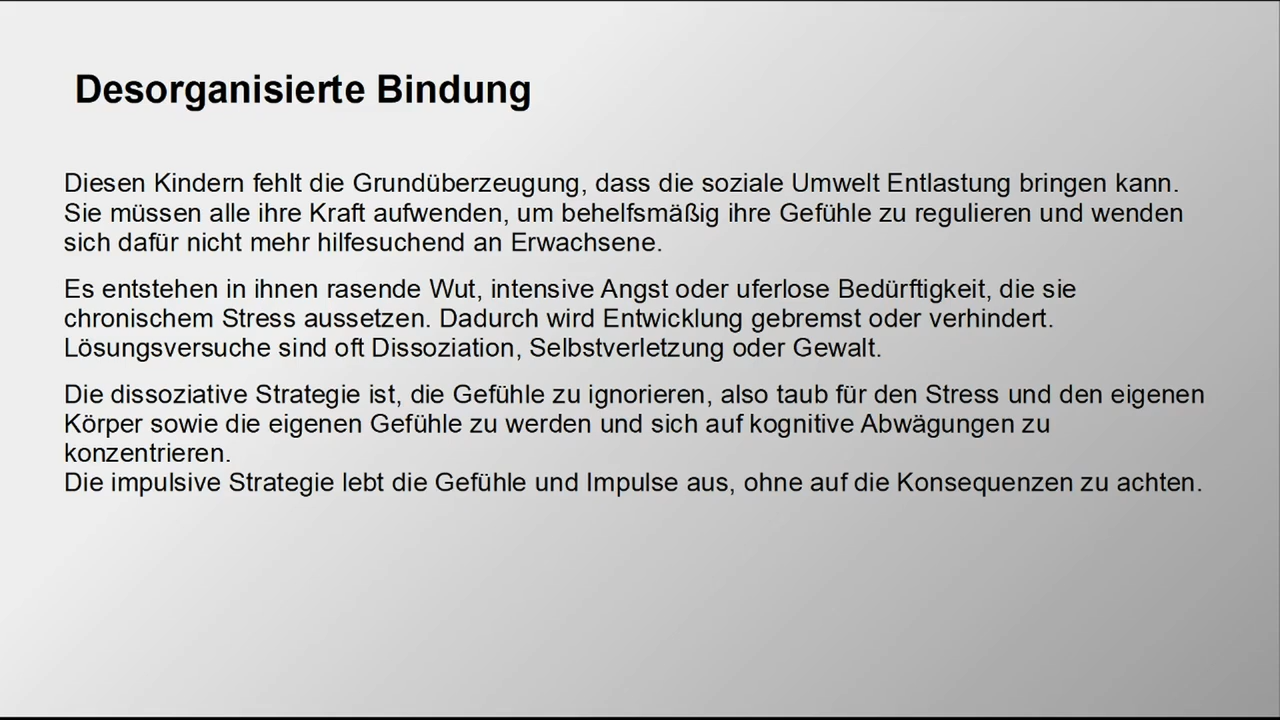 Desorganisierte Bindung
Diesen Kindern fehlt die Grundüberzeugung, dass die soziale Umwelt Entlastung bringen kann.
Sie müssen alle ihre Kraft aufwenden, um behelfsmäßig ihre Gefühle zu regulieren und wenden
sich dafür nicht mehr hilfesuchend an Erwachsene.
Es entstehen in ihnen rasende Wut, intensive Angst oder uferlose Bedürftigkeit, die sie
chronischem Stress aussetzen. Dadurch wird Entwicklung gebremst oder verhindert.
Lösungsversuche sind oft Dissoziation, Selbstverletzung oder Gewalt.
Die dissoziative Strategie ist, die Gefühle zu ignorieren, also taub für den Stress und den eigenen
Körper sowie die eigenen Gefühle zu werden und sich auf kognitive Abwägungen zu
konzentrieren.
Die impulsive Strategie lebt die Gefühle und Impulse aus, ohne auf die Konsequenzen zu achten.